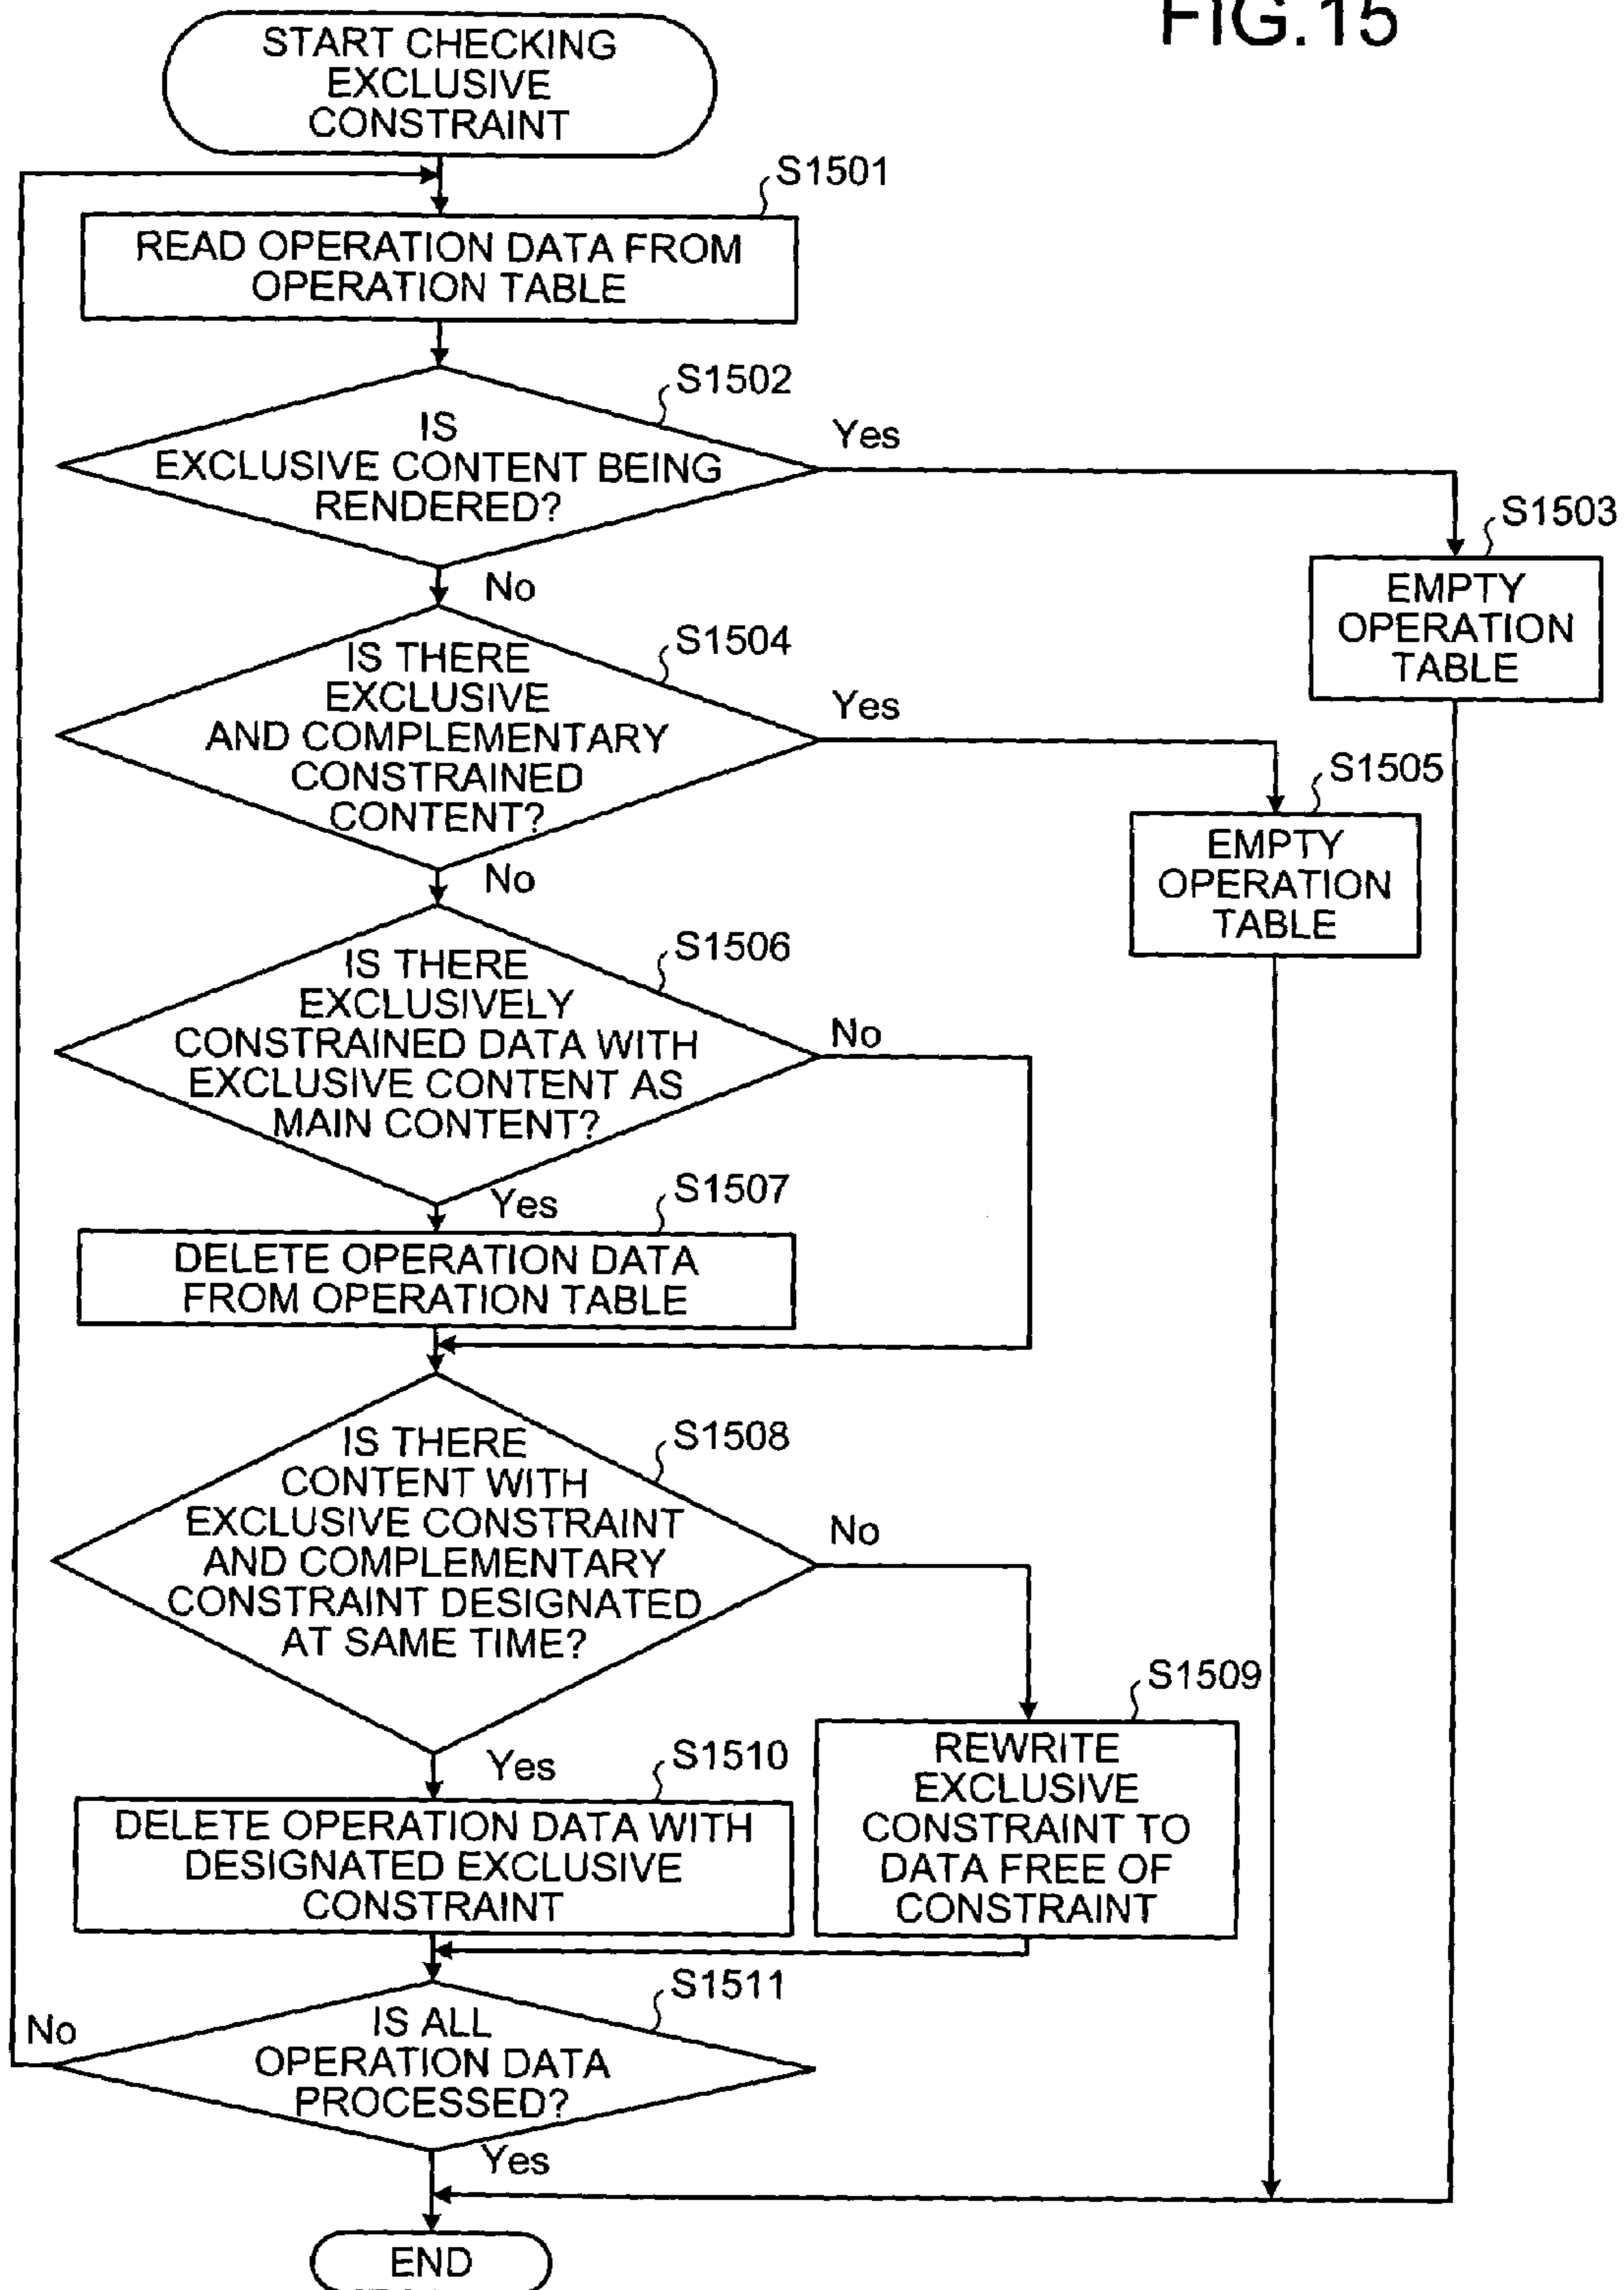 FIG.15
START CHECKING
EXCLUSIVE
CONSTRAINT
S1501
READ OPERATION DATA FROM
OPERATION TABLE
S1502
IS
EXCLUSIVE CONTENT BEING
RENDERED?
Yes
No
S1503
EMPTY
OPERATION
TABLE
S1504
IS THERE
EXCLUSIVE
AND COMPLEMENTARY
CONSTRAINED
CONTENT?
Yes
No
S1505
EMPTY
OPERATION
TABLE
S1506
IS THERE
EXCLUSIVELY
CONSTRAINED DATA WITH
EXCLUSIVE CONTENT AS
MAIN CONTENT?
No
Yes
S1507
DELETE OPERATION DATA
FROM OPERATION TABLE
S1508
IS THERE
CONTENT WITH
EXCLUSIVE CONSTRAINT
AND COMPLEMENTARY
CONSTRAINT DESIGNATED
AT SAME TIME?
No
Yes
S1509
REWRITE
EXCLUSIVE
CONSTRAINT TO
DATA FREE OF
CONSTRAINT
S1510
DELETE OPERATION DATA WITH
DESIGNATED EXCLUSIVE
CONSTRAINT
S1511
IS ALL
OPERATION DATA
PROCESSED?
No
Yes
END